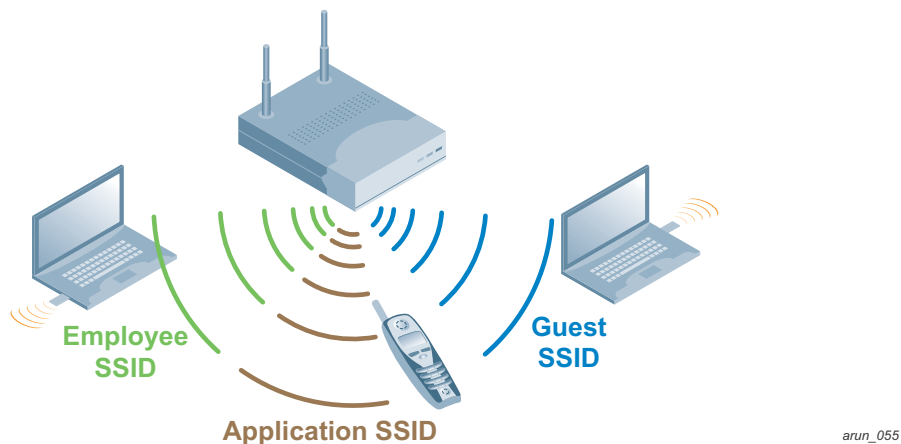 Employee
SSID
Guest
SSID
Application SSID
arun_055